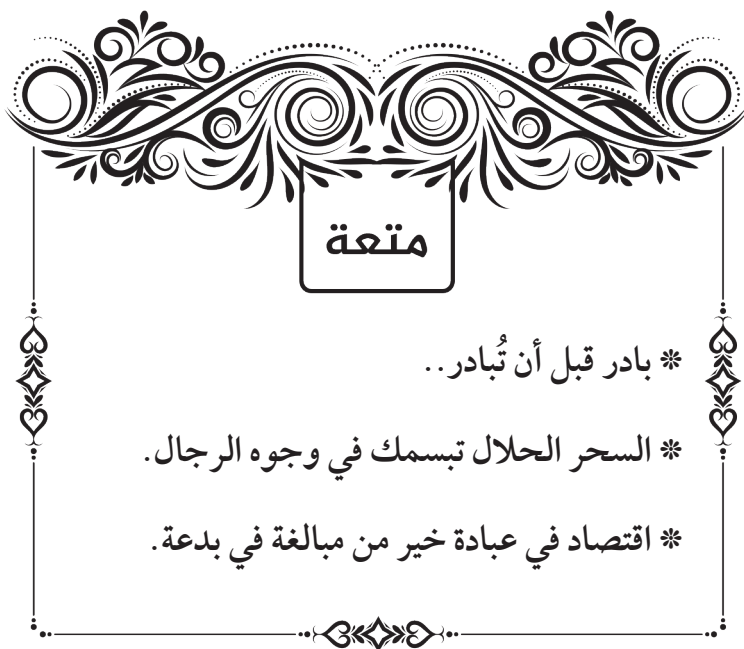 متعة
❊ بادر قبل أن تُبادر..
❊ السحر الحلال تبسمك في وجوه الرجال.
❊ اقتصاد في عبادة خير من مبالغة في بدعة.